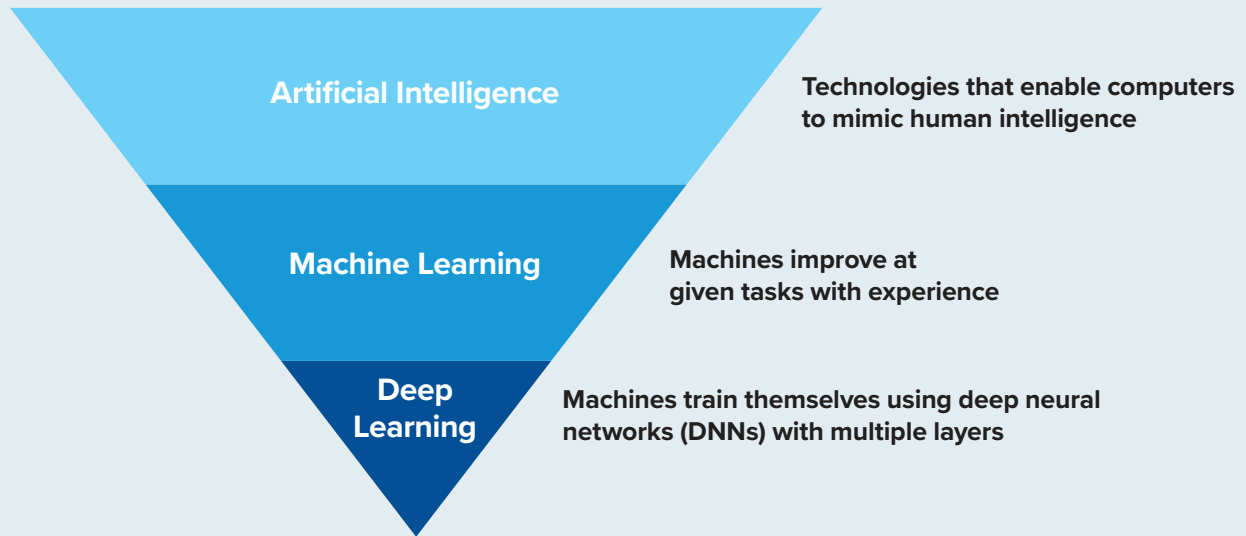 Artificial Intelligence
Technologies that enable computers
to mimic human intelligence
Machine Learning
Machines improve at
given tasks with experience
Deep
Learning
Machines train themselves using deep neural
networks (DNNs) with multiple layers